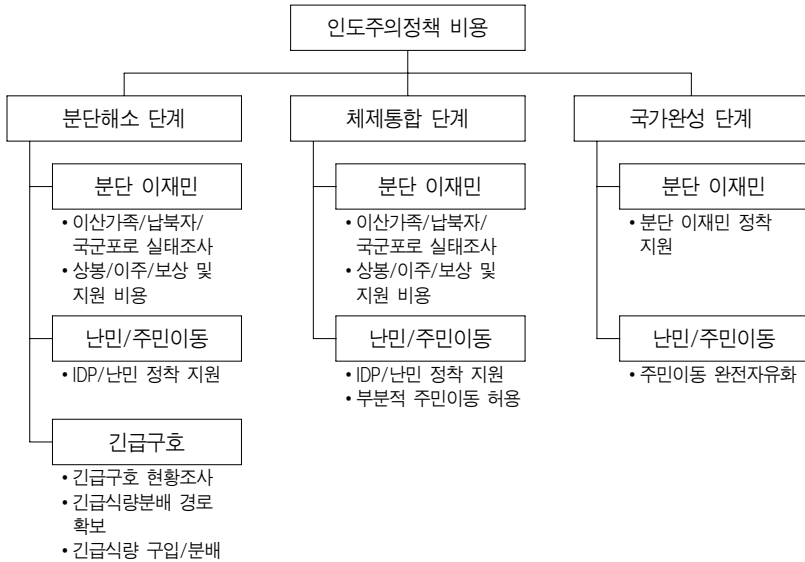 인도주의정책 비용
분단해소 단계
분단 이재민
• 이산가족/납북자/
국군포로 실태조사
• 상봉/이주/보상 및
지원 비용
난민/주민이동
• IDP/난민 정착 지원
긴급구호
• 긴급구호 현황조사
• 긴급식량분배 경로
확보
• 긴급식량 구입/분배
체제통합 단계
분단 이재민
• 이산가족/납북자/
국군포로 실태조사
• 상봉/이주/보상 및
지원 비용
난민/주민이동
• IDP/난민 정착 지원
• 부분적 주민이동 허용
국가완성 단계
분단 이재민
• 분단 이재민 정착
지원
난민/주민이동
• 주민이동 완전자유화